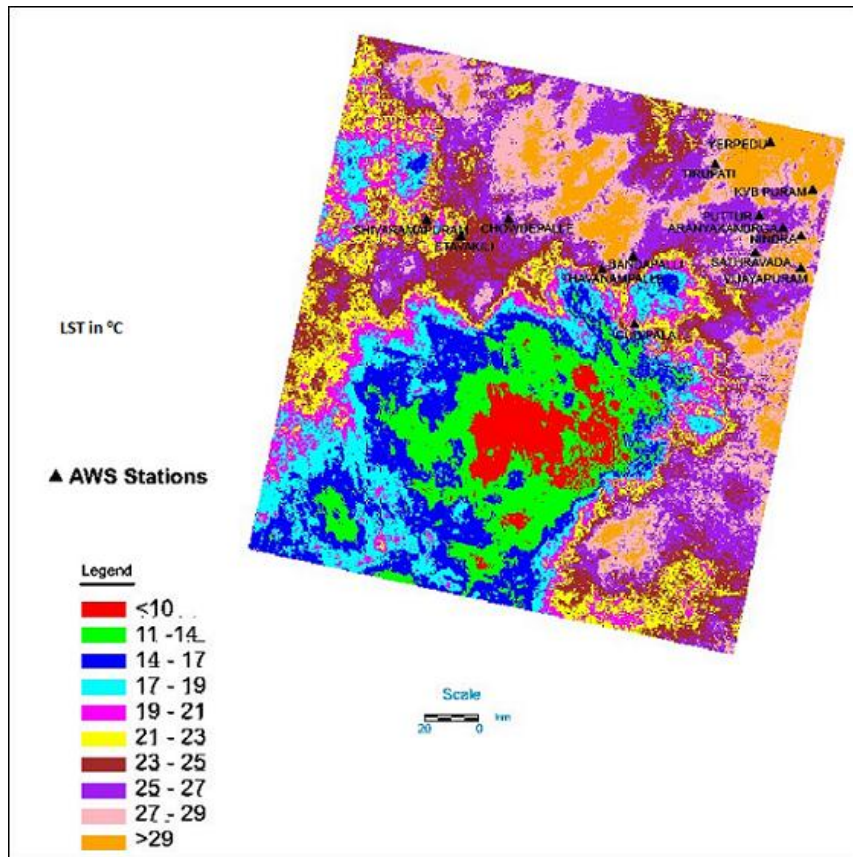 YERPEDU
TIRUPATI
KVB PURAM
PUTTUR
SHIVARAMAPURAM
CHOWDEPALLE
ARANYAKANDRGA
NINDRA
ETAVAKILI
BANDAPALLI
SATHRAVADA
THAVANAMPALLE
VIJAYAPURAM
GUDIPALA
LST in °C
AWS Stations
Legend
<10
11 -14
14 - 17
17 - 19
19 - 21
21 - 23
23 - 25
25 - 27
27 - 29
>29
Scale
20 0 km